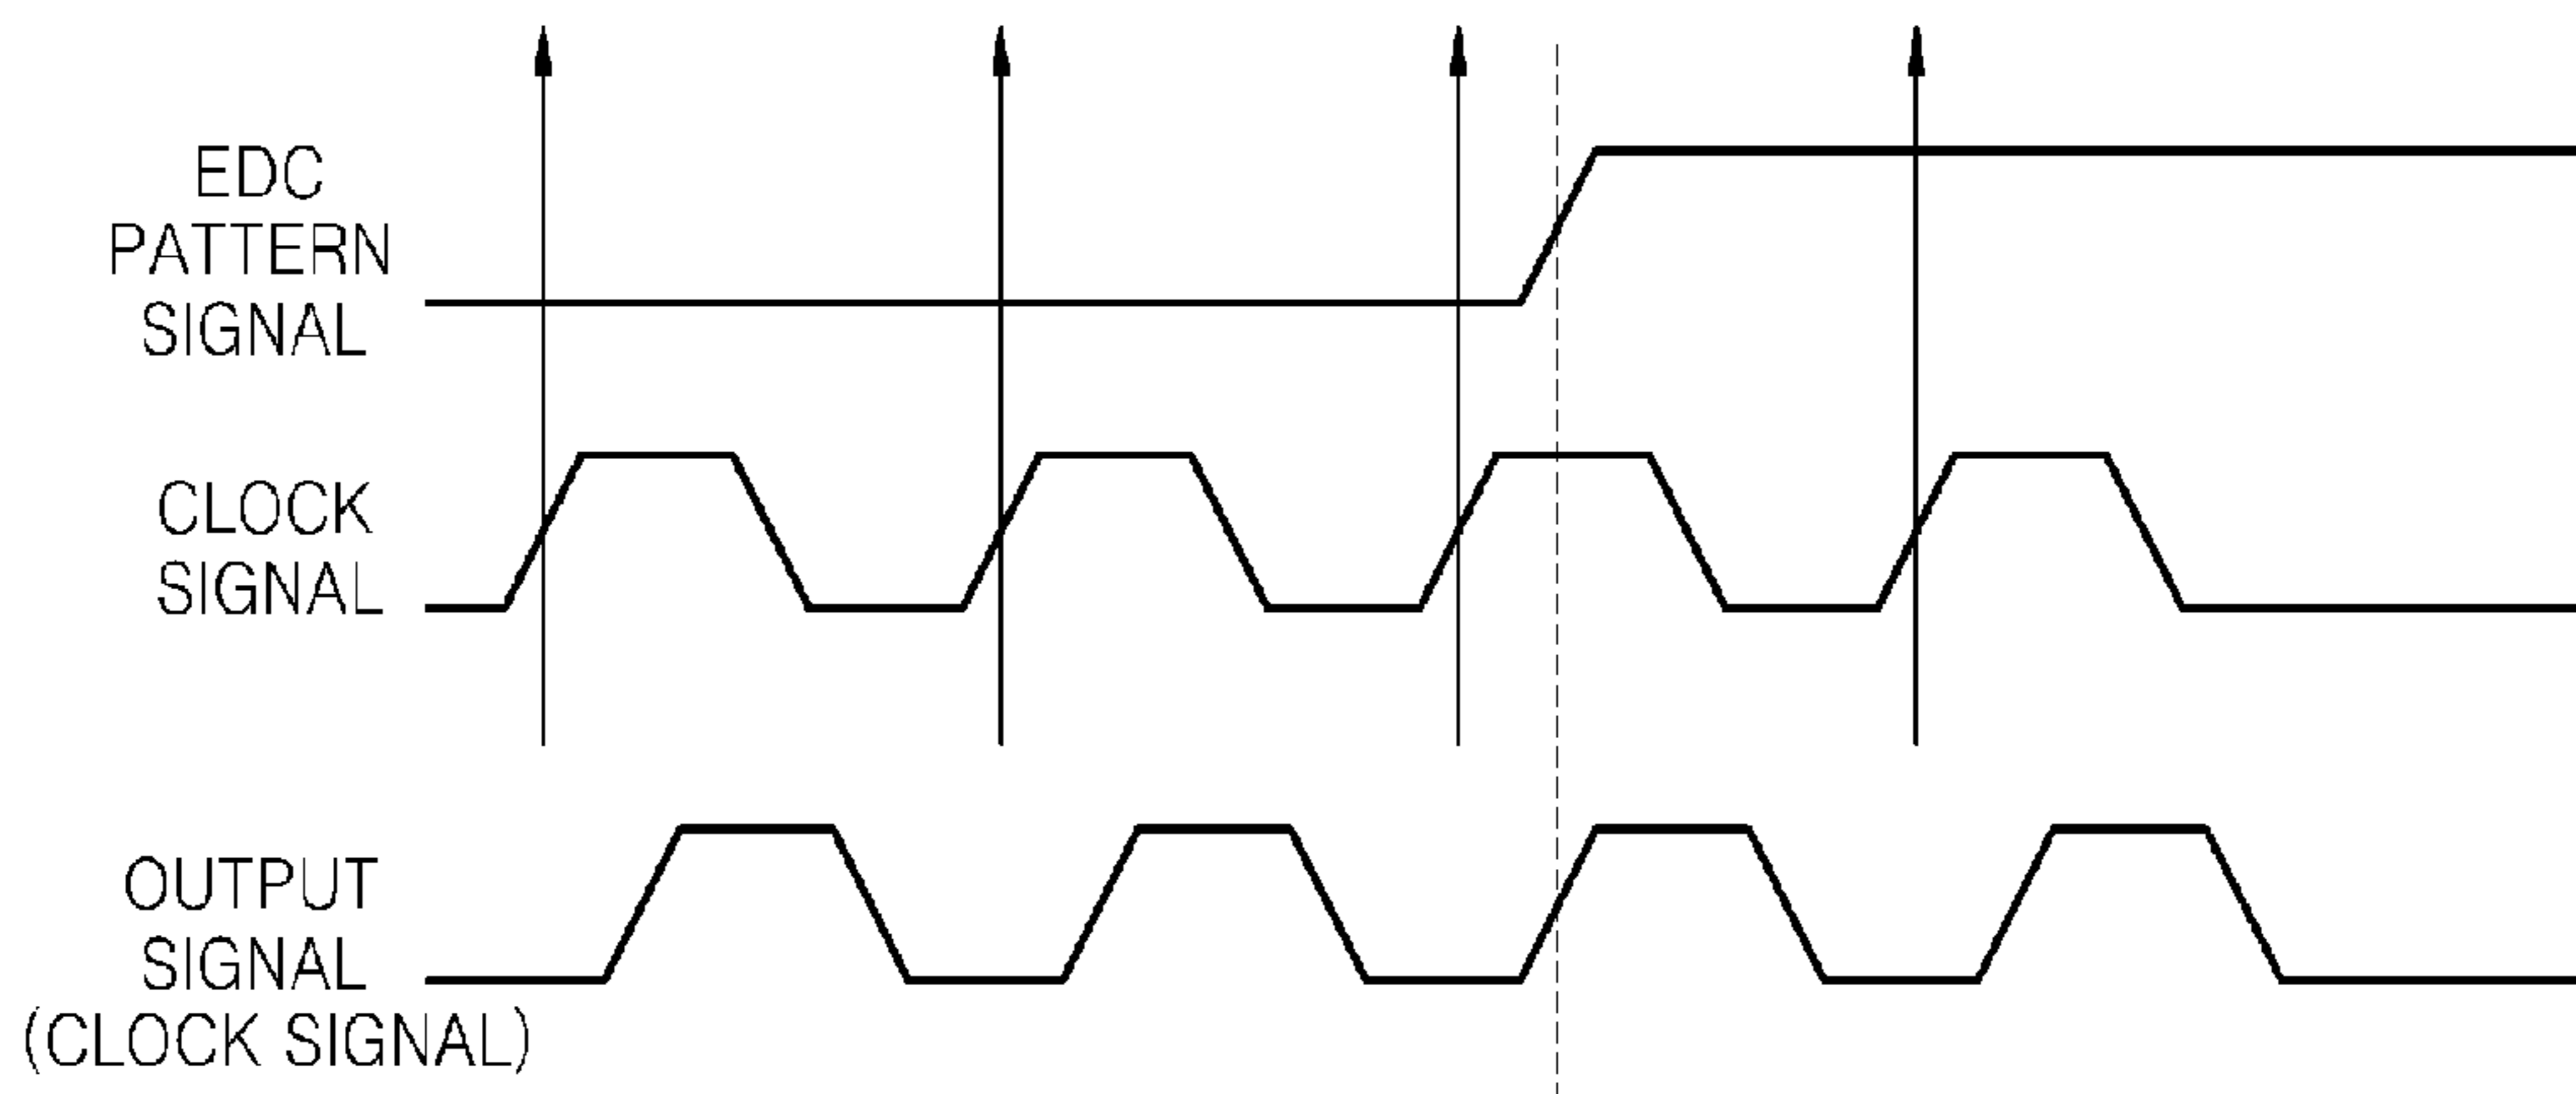 EDC
PATTERN
SIGNAL
CLOCK
SIGNAL
OUTPUT
SIGNAL
(CLOCK SIGNAL)